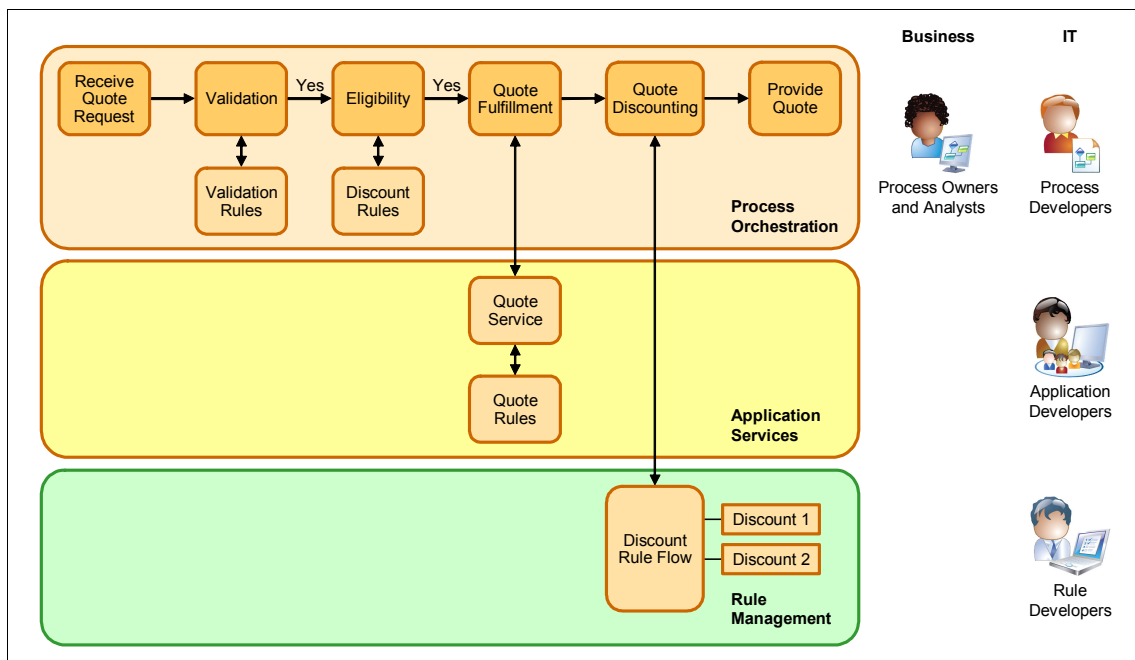 Business
IT
Receive
Quote
Request
Validation
Yes
Eligibility
Yes
Quote
Fulfillment
Quote
Discounting
Provide
Quote
Validation
Rules
Discount
Rules
Process
Orchestration
Process Owners
and Analysts
Process
Developers
Quote
Service
Quote
Rules
Application
Services
Application
Developers
Discount
Rule Flow
Discount 1
Discount 2
Rule
Management
Rule
Developers